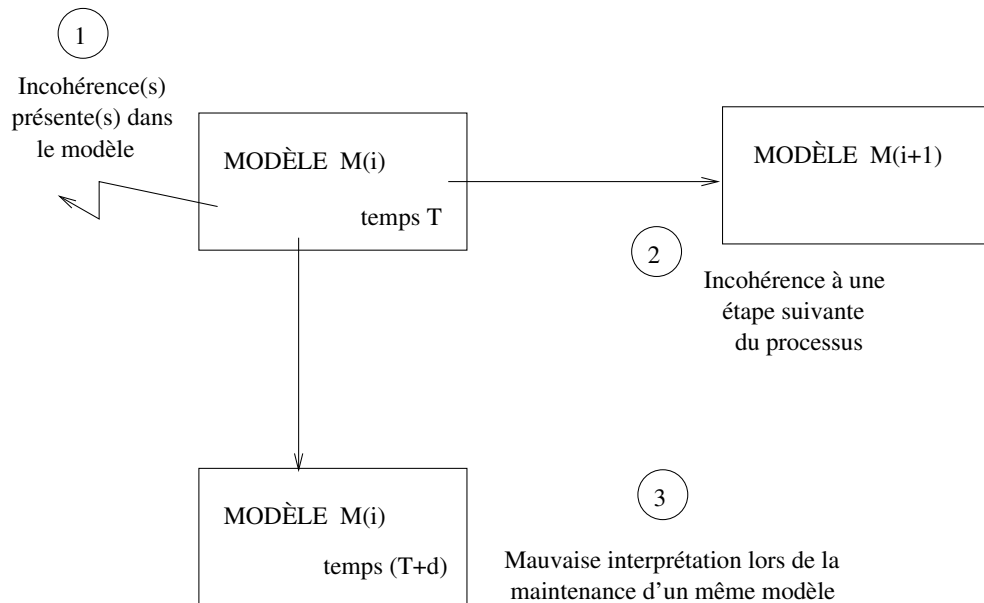 1
Incohérence(s)
présente(s) dans
le modèle
MODÈLE M(i)
temps T
MODÈLE M(i+1)
2
Incohérence à une
étape suivante
du processus
MODÈLE M(i)
temps (T+d)
3
Mauvaise interprétation lors de la
maintenance d'un même modèle